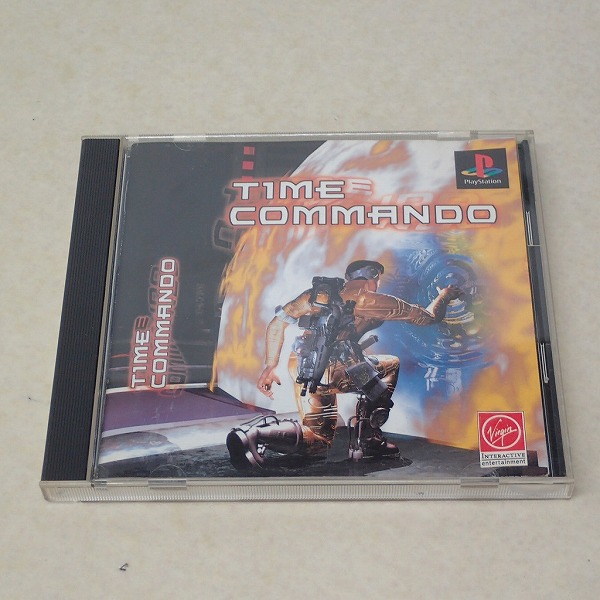 TIME
COMMANDO
PlayStation
TIME
COMMANDO
Virgin
INTERACTIVE
entertainment